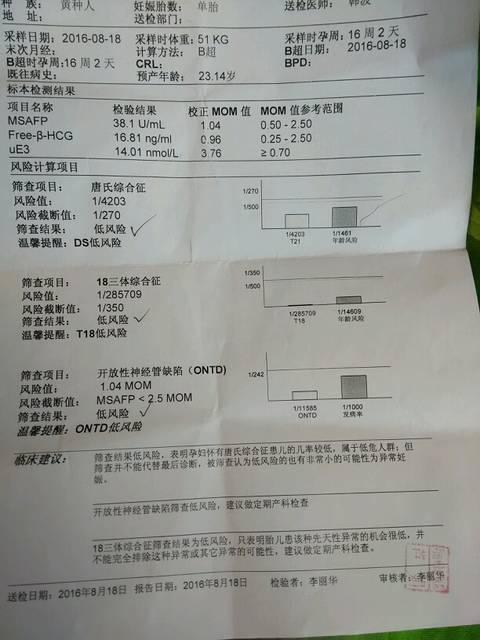 种 族: 黄种人 妊娠胎数: 单胎 送检医师: 韩波
地 址: 送检部门:
采样日期: 2016-08-18 采样时体重: 51 KG 采样时孕周: 16 周 2 天
末次月经: 计算方法: B超 B超日期: 2016-08-18
B超时孕周: 16 周 2 天 CRL: BPD:
既往病史: 预产年龄: 23.14岁
标本检测结果
项目名称 检验结果 校正 MOM 值 MOM 值参考范围
MSAFP 38.1 U/mL 1.04 0.50 - 2.50
Free-β-HCG 16.81 ng/ml 0.96 0.25 - 2.50
uE3 14.01 nmol/L 3.76 ≥ 0.70
风险计算项目
筛查项目: 唐氏综合征
风险值: 1/4203
风险截断值: 1/270
筛查结果: 低风险
温馨提醒: DS低风险
1/270
1/500
1/4203 1/1461
T21 年龄风险
筛查项目: 18三体综合征
风险值: 1/285709
风险截断值: 1/350
筛查结果: 低风险
温馨提醒: T18低风险
1/350
1/500
1/285709 1/14609
T18 年龄风险
筛查项目: 开放性神经管缺陷（ONTD)
风险值: 1.04 MOM
风险截断值: MSAFP < 2.5 MOM
筛查结果: 低风险
温馨提醒: ONTD低风险
1/242
1/11585 1/1000
ONTD 发病率
临床建议: 筛查结果低风险，表明孕妇怀有唐氏综合征患儿的几率较低，属于低危人群；但
筛查并不能代替最后诊断，被筛查认为低风险的也有非常小的可能性为异常妊
娠。
开放性神经管缺陷筛查低风险，建议做定期产科检查
18三体综合征筛查结果为低风险，只表明胎儿患该种先天性异常的机会很低，并
不能完全排除这种异常或其它异常的可能性，建议做定期产科检查。
送检日期: 2016年8月18日 报告日期: 2016年8月18日 检验者: 李丽华 审核者: 李丽华